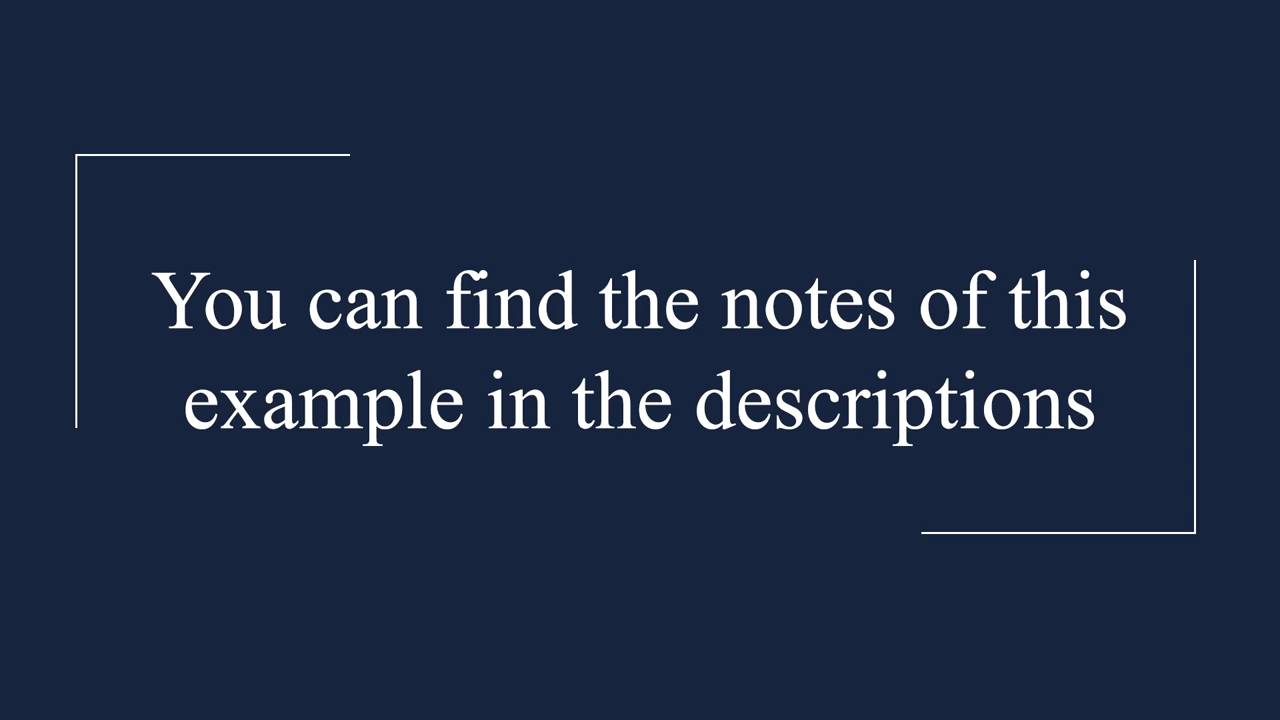 You can find the notes of this
example in the descriptions